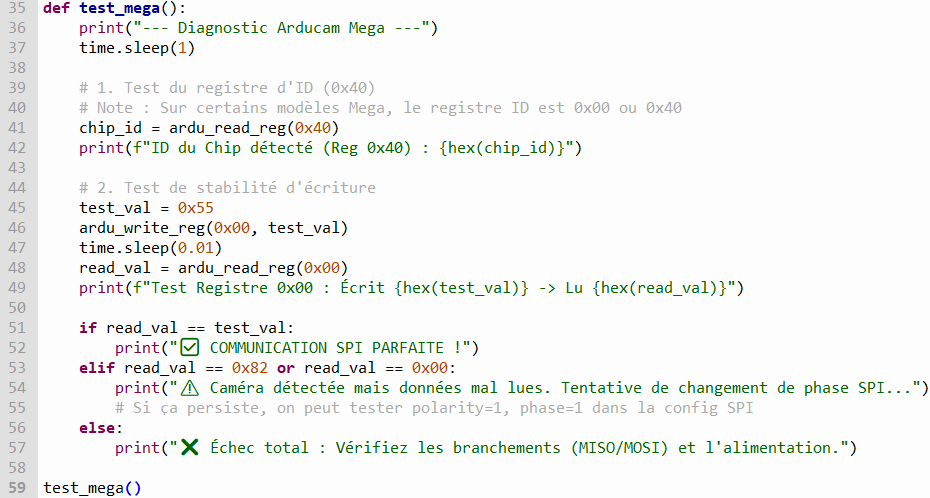 35 def test_mega():
36     print("--- Diagnostic Arducam Mega ---")
37     time.sleep(1)
38
39     # 1. Test du registre d'ID (0x40)
40     # Note : Sur certains modèles Mega, le registre ID est 0x00 ou 0x40
41     chip_id = ardu_read_reg(0x40)
42     print(f"ID du Chip détecté (Reg 0x40) : {hex(chip_id)}")
43
44     # 2. Test de stabilité d'écriture
45     test_val = 0x55
46     ardu_write_reg(0x00, test_val)
47     time.sleep(0.01)
48     read_val = ardu_read_reg(0x00)
49     print(f"Test Registre 0x00 : Écrit {hex(test_val)} -> Lu {hex(read_val)}")
50
51     if read_val == test_val:
52         print("✅ COMMUNICATION SPI PARFAITE !")
53     elif read_val == 0x82 or read_val == 0x00:
54         print("⚠️ Caméra détectée mais données mal lues. Tentative de changement de phase SPI...")
55         # Si ça persiste, on peut tester polarity=1, phase=1 dans la config SPI
56     else:
57         print("❌ Échec total : Vérifiez les branchements (MISO/MOSI) et l'alimentation.")
58
59 test_mega()